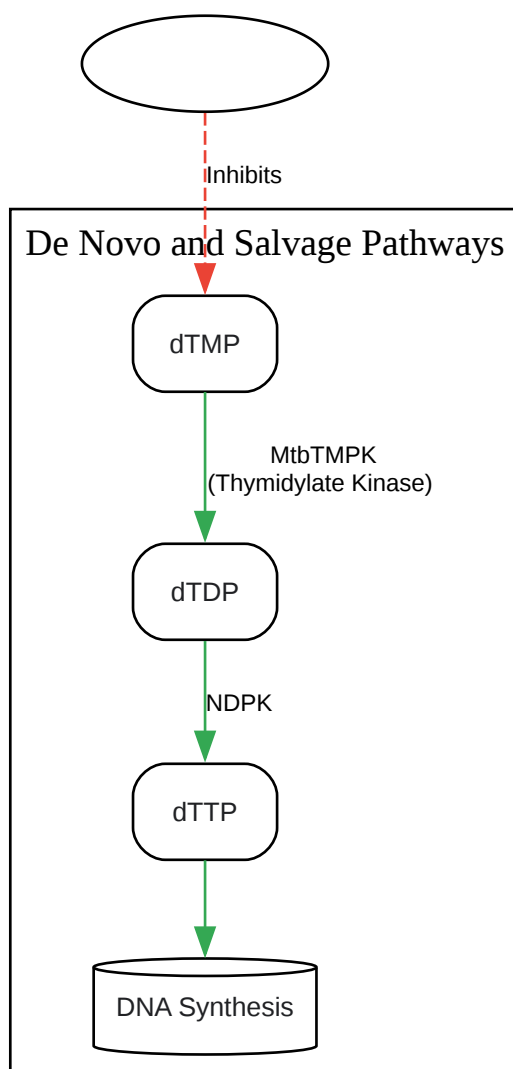 Inhibits
De Novo and Salvage Pathways
dTMP
MtbTMPK
(Thymidylate Kinase)
dTDP
NDPK
dTTP
DNA Synthesis